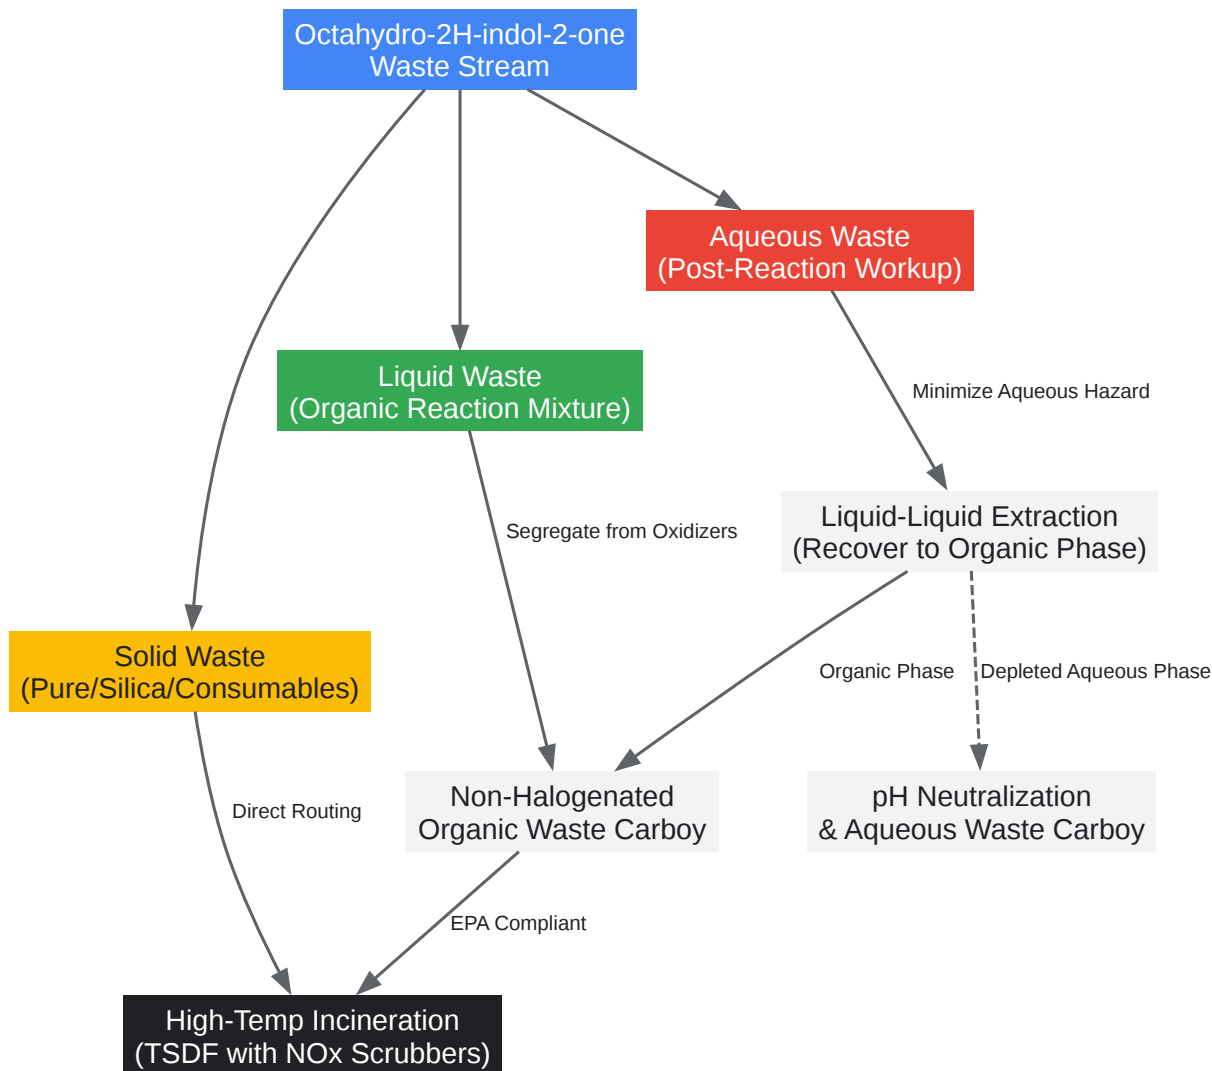 Octahydro-2H-indol-2-one
Waste Stream
Aqueous Waste
(Post-Reaction Workup)
Liquid Waste
(Organic Reaction Mixture)
Minimize Aqueous Hazard
Segregate from Oxidizers
Liquid-Liquid Extraction
(Recover to Organic Phase)
Solid Waste
(Pure/Silica/Consumables)
Organic Phase
Depleted Aqueous Phase
Direct Routing
Non-Halogenated
Organic Waste Carboy
pH Neutralization
& Aqueous Waste Carboy
EPA Compliant
High-Temp Incineration
(TSDF with NOx Scrubbers)